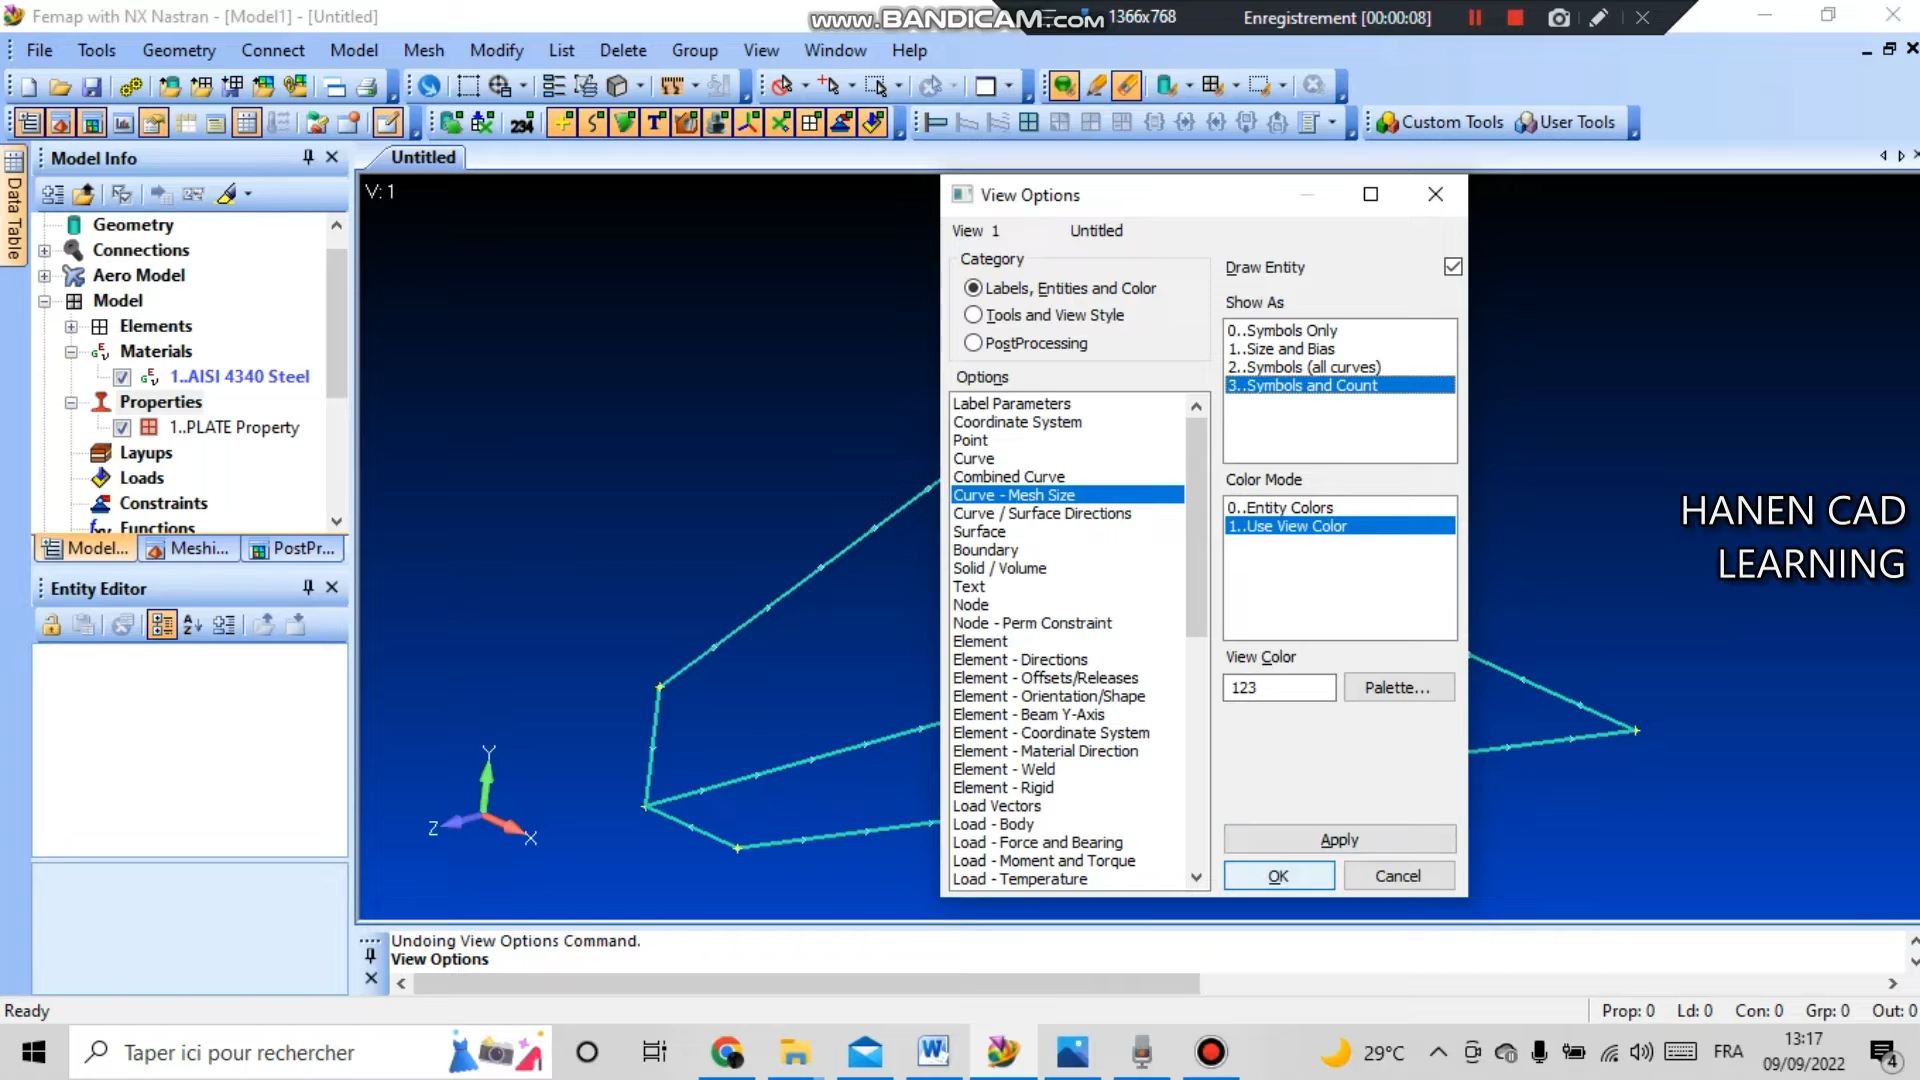 Femap with NX Nastran - [Model1] - [Untitled]
www.BANDICAM.com
1366x768
Enregistrement [00:00:08]
File Tools Geometry Connect Model Mesh Modify List Delete Group View Window Help
234
Custom Tools User Tools
Data Table
Model Info
Untitled
V: 1
Geometry
Connections
Aero Model
Model
Elements
Materials
1..AISI 4340 Steel
Properties
1..PLATE Property
Layups
Loads
Constraints
Functions
Model... Meshi... PostPr...
Entity Editor
View Options
View 1 Untitled
Category
Labels, Entities and Color
Tools and View Style
PostProcessing
Options
Label Parameters
Coordinate System
Point
Curve
Combined Curve
Curve - Mesh Size
Curve / Surface Directions
Surface
Boundary
Solid / Volume
Text
Node
Node - Perm Constraint
Element
Element - Directions
Element - Offsets/Releases
Element - Orientation/Shape
Element - Beam Y-Axis
Element - Coordinate System
Element - Material Direction
Element - Weld
Element - Rigid
Load Vectors
Load - Body
Load - Force and Bearing
Load - Moment and Torque
Load - Temperature
Draw Entity
Show As
0..Symbols Only
1..Size and Bias
2..Symbols (all curves)
3..Symbols and Count
Color Mode
0..Entity Colors
1..Use View Color
View Color
123
Palette...
Apply
OK Cancel
HANEN CAD
LEARNING
Y
Z
X
Undoing View Options Command.
View Options
Ready
Prop: 0 Ld: 0 Con: 0 Grp: 0 Out: 0
Taper ici pour rechercher
29°C
FRA
13:17
09/09/2022
4